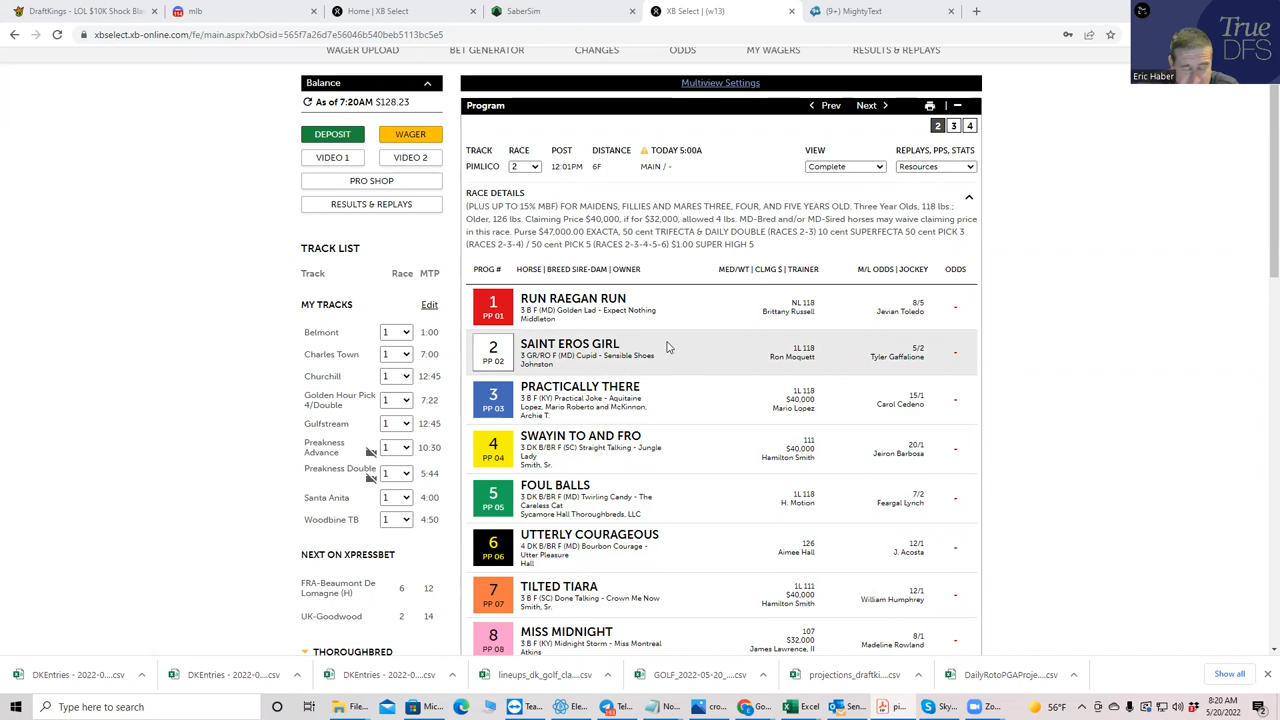 DraftKings - LOL $10K Shock Bla
mlb
Home | XB Select
SaberSim
XB Select | (w13)
(9+) MightyText
xbselect.xb-online.com/fe/main.aspx?xbOsid=565f7a26d7e56046b540beb5113bc5e5
WAGER UPLOAD BET GENERATOR CHANGES ODDS MY WAGERS RESULTS & REPLAYS
True
DFS
Eric Haber
Balance
As of 7:20AM $128.23
DEPOSIT WAGER
VIDEO 1 VIDEO 2
PRO SHOP
RESULTS & REPLAYS
TRACK LIST
Track Race MTP
MY TRACKS Edit
Belmont 1 1:00
Charles Town 1 7:00
Churchill 1 12:45
Golden Hour Pick
4/Double 1 7:22
Gulfstream 1 12:45
Preakness
Advance 1 10:30
Preakness Double 1 5:44
Santa Anita 1 4:00
Woodbine TB 1 4:50
NEXT ON XPRESSBET
FRA-Beaumont De
Lomagne (H) 6 12
UK-Goodwood 2 14
THOROUGHBRED
Multiview Settings
Program Prev Next
2 3 4
TRACK RACE POST DISTANCE TODAY 5:00A VIEW REPLAYS, PPS, STATS
PIMLICO 2 12:01PM 6F MAIN / - Complete Resources
RACE DETAILS
(PLUS UP TO 15% MBF) FOR MAIDENS, FILLIES AND MARES THREE, FOUR, AND FIVE YEARS OLD. Three Year Olds, 118 lbs.;
Older, 126 lbs. Claiming Price $40,000, if for $32,000, allowed 4 lbs. MD-Bred and/or MD-Sired horses may waive claiming price
in this race. Purse $47,000.00 EXACTA, 50 cent TRIFECTA & DAILY DOUBLE (RACES 2-3) 10 cent SUPERFECTA 50 cent PICK 3
(RACES 2-3-4) / 50 cent PICK 5 (RACES 2-3-4-5-6) $1.00 SUPER HIGH 5
PROG # HORSE | BREED SIRE-DAM | OWNER MED/WT | CLMG $ | TRAINER M/L ODDS | JOCKEY ODDS
1 PP 01
RUN RAEGAN RUN
3 B F (MD) Golden Lad - Expect Nothing
Middleton
NL 118
Brittany Russell
8/5
Jevian Toledo
-
2 PP 02
SAINT EROS GIRL
3 GR/RO F (MD) Cupid - Sensible Shoes
Johnston
1L 118
Ron Moquett
5/2
Tyler Gaffalione
-
3 PP 03
PRACTICALLY THERE
3 B F (KY) Practical Joke - Aquitaine
Lopez, Mario Roberto and McKinnon,
Archie T.
1L 118
$40,000
Mario Lopez
15/1
Carol Cedeno
-
4 PP 04
SWAYIN TO AND FRO
3 DK B/BR F (SC) Straight Talking - Jungle
Lady
Smith, Sr.
111
$40,000
Hamilton Smith
20/1
Jeiron Barbosa
-
5 PP 05
FOUL BALLS
3 DK B/BR F (MD) Twirling Candy - The
Careless Cat
Sycamore Hall Thoroughbreds, LLC
1L 118
H. Motion
7/2
Feargal Lynch
-
6 PP 06
UTTERLY COURAGEOUS
4 DK B/BR F (MD) Bourbon Courage -
Utter Pleasure
Hall
126
Aimee Hall
12/1
J. Acosta
-
7 PP 07
TILTED TIARA
3 B F (SC) Done Talking - Crown Me Now
Smith, Sr.
1L 111
$40,000
Hamilton Smith
12/1
William Humphrey
-
8 PP 08
MISS MIDNIGHT
3 B F (KY) Midnight Storm - Miss Montreal
Atkins
107
$32,000
James Lawrence, II
8/1
Madeline Rowland
-
DKEntries - 2022-0....csv
DKEntries - 2022-0....csv
DKEntries - 2022-0....csv
lineups_dk_golf_cla....csv
GOLF_2022-05-20_....csv
projections_draftki....csv
DailyRotoPGAProje....csv
Show all
Type here to search
File... Micr... Team Elem... Tel... Not... cro... Go... Excel Sen... pi... Sky... Zo...
56°F
8:20 AM
5/20/2022